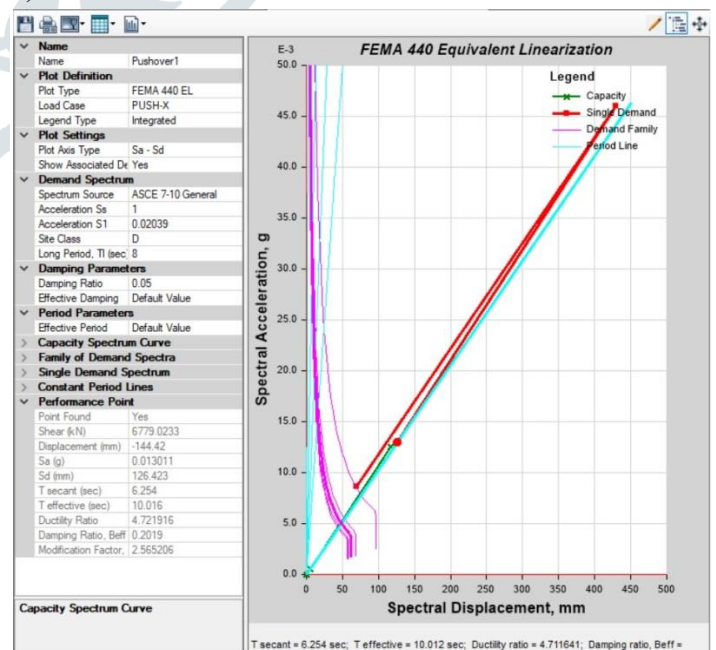 Name
Name Pushover1
Plot Definition
Plot Type FEMA 440 EL
Load Case PUSH-X
Legend Type Integrated
Plot Settings
Plot Axis Type Sa - Sd
Show Associated De Yes
Demand Spectrum
Spectrum Source ASCE 7-10 General
Acceleration Ss 1
Acceleration S1 0.02039
Site Class D
Long Period, Tl (sec) 8
Damping Parameters
Damping Ratio 0.05
Effective Damping Default Value
Period Parameters
Effective Period Default Value
Capacity Spectrum Curve
Family of Demand Spectra
Single Demand Spectrum
Constant Period Lines
Performance Point
Point Found Yes
Shear (kN) 6779.0233
Displacement (mm) -144.42
Sa (g) 0.013011
Sd (mm) 126.423
T secant (sec) 6.254
T effective (sec) 10.016
Ductility Ratio 4.721916
Damping Ratio, Beff 0.2019
Modification Factor, 2.565206
Capacity Spectrum Curve
FEMA 440 Equivalent Linearization
E-3
50.0
45.0
40.0
35.0
30.0
25.0
20.0
15.0
10.0
5.0
0.0
Spectral Acceleration, g
Legend
Capacity
Single Demand
Demand Family
Period Line
0 50 100 150 200 250 300 350 400 450 500
Spectral Displacement, mm
T secant = 6.254 sec; T effective = 10.012 sec; Ductility ratio = 4.711641; Damping ratio, Beff =